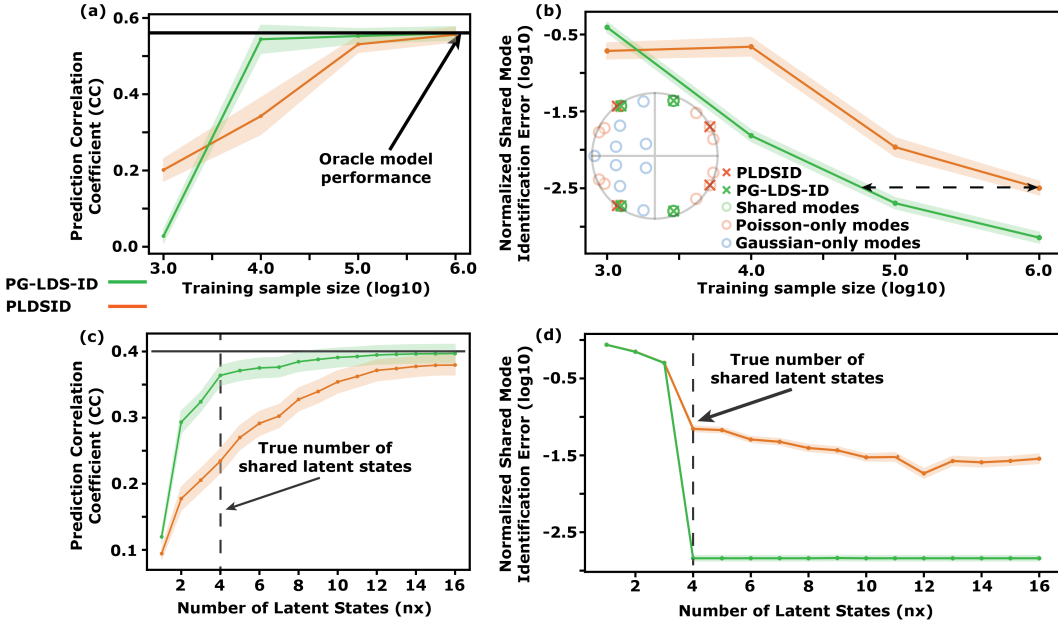 (a)
Prediction Correlation
Coefficient (CC)
0.6
0.4
0.2
0.0
3.0
4.0
5.0
6.0
Training sample size (log10)
Oracle model
performance
(b)
Normalized Shared Mode
Identification Error (log10)
-0.5
-1.5
-2.5
3.0
4.0
5.0
6.0
Training sample size (log10)
PLDSID
PG-LDS-ID
Shared modes
Poisson-only modes
Gaussian-only modes
PG-LDS-ID
PLDSID
(c)
Prediction Correlation
Coefficient (CC)
0.4
0.3
0.2
0.1
2
4
6
8
10
12
14
16
Number of Latent States (nx)
True number of
shared latent states
(d)
Normalized Shared Mode
Identification Error (log10)
-0.5
-1.5
-2.5
2
4
6
8
10
12
14
16
Number of Latent States (nx)
True number of
shared latent states